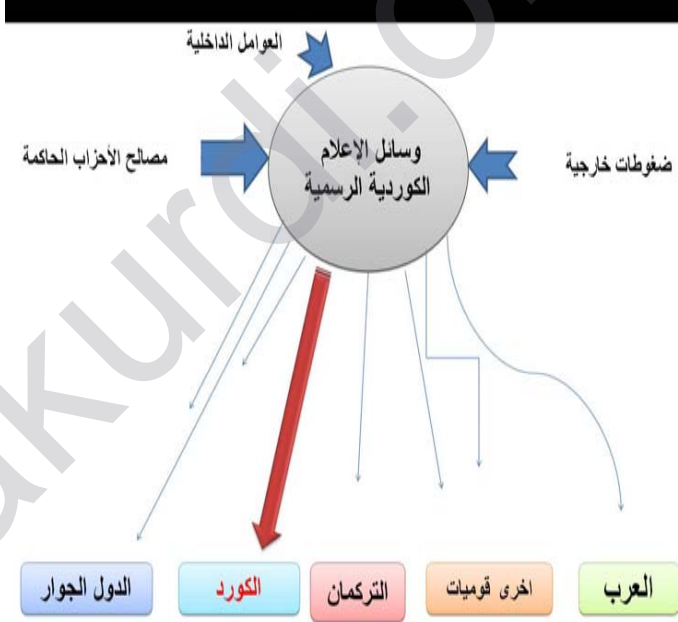 العوامل الداخلية
مصالح الأحزاب الحاكمة
وسائل الإعلام
الكوردية الرسمية
ضغوطات خارجية
العرب
اخرى قوميات
التركمان
الكورد
الدول الجوار